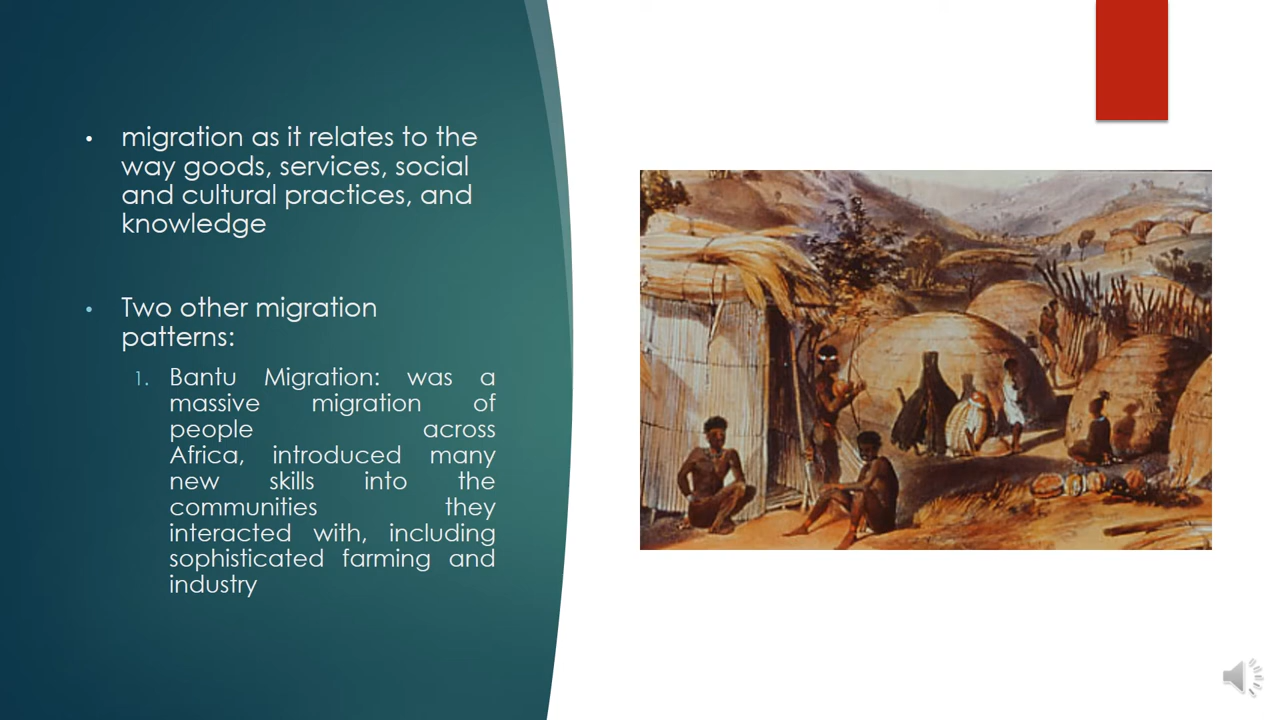 • migration as it relates to the
way goods, services, social
and cultural practices, and
knowledge
• Two other migration
patterns:
1. Bantu Migration: was a
massive migration of
people across
Africa, introduced many
new skills into the
communities they
interacted with, including
sophisticated farming and
industry